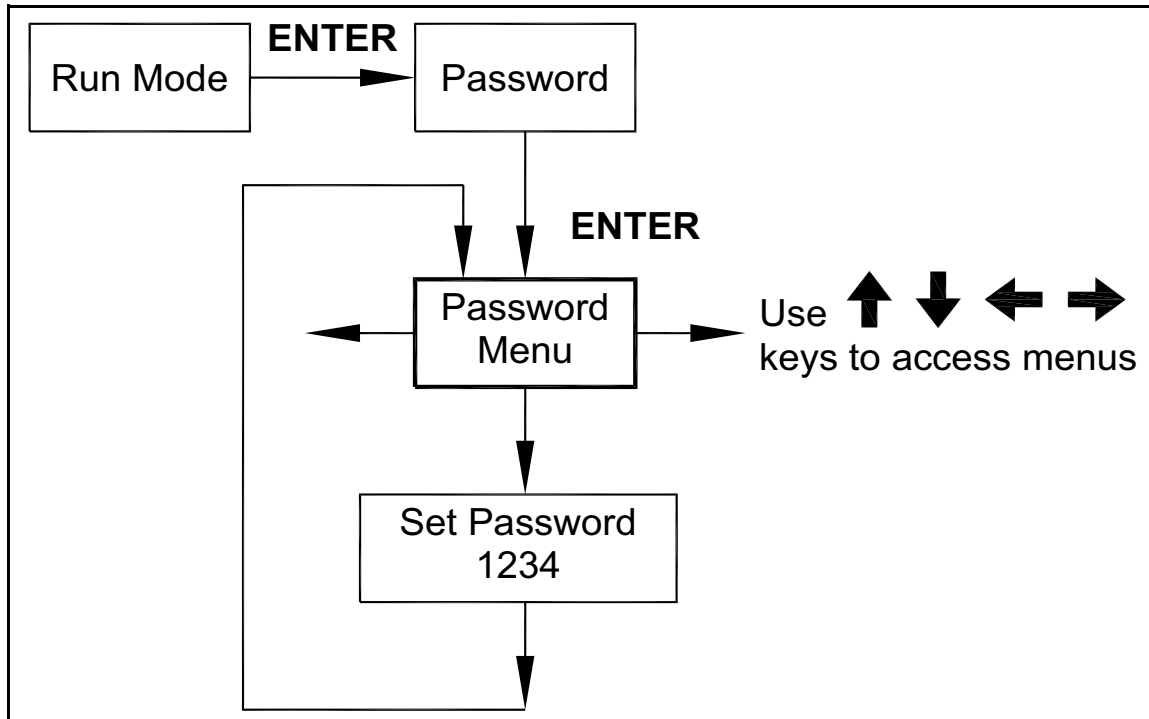 Run Mode
ENTER
Password
ENTER
Password
Menu
Use
keys to access menus
Set Password
1234